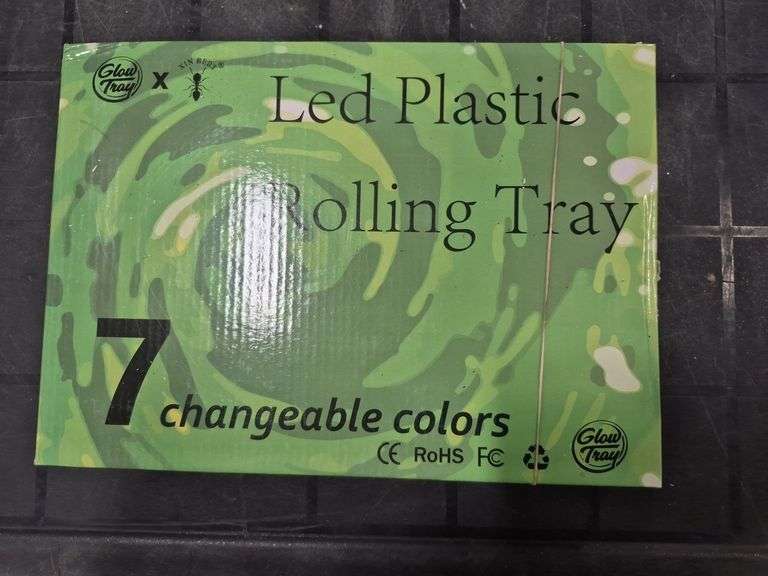 Glow Tray X
Led Plastic
Rolling Tray
7 changeable colors
CE RoHS FC
Glow Tray